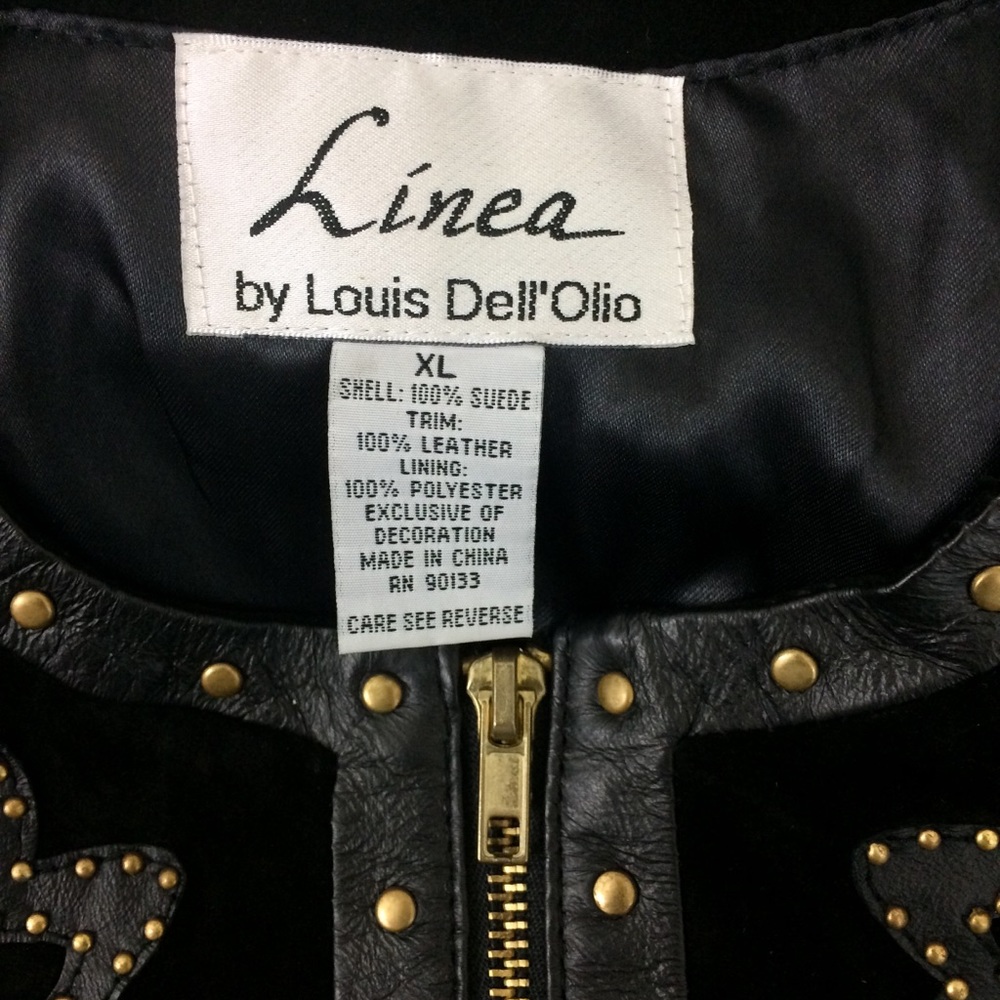 Linea
by Louis Dell'Olio
XL
SHELL: 100% SUEDE
TRIM:
100% LEATHER
LINING:
100% POLYESTER
EXCLUSIVE OF
DECORATION
MADE IN CHINA
RN 90133
CARE SEE REVERSE